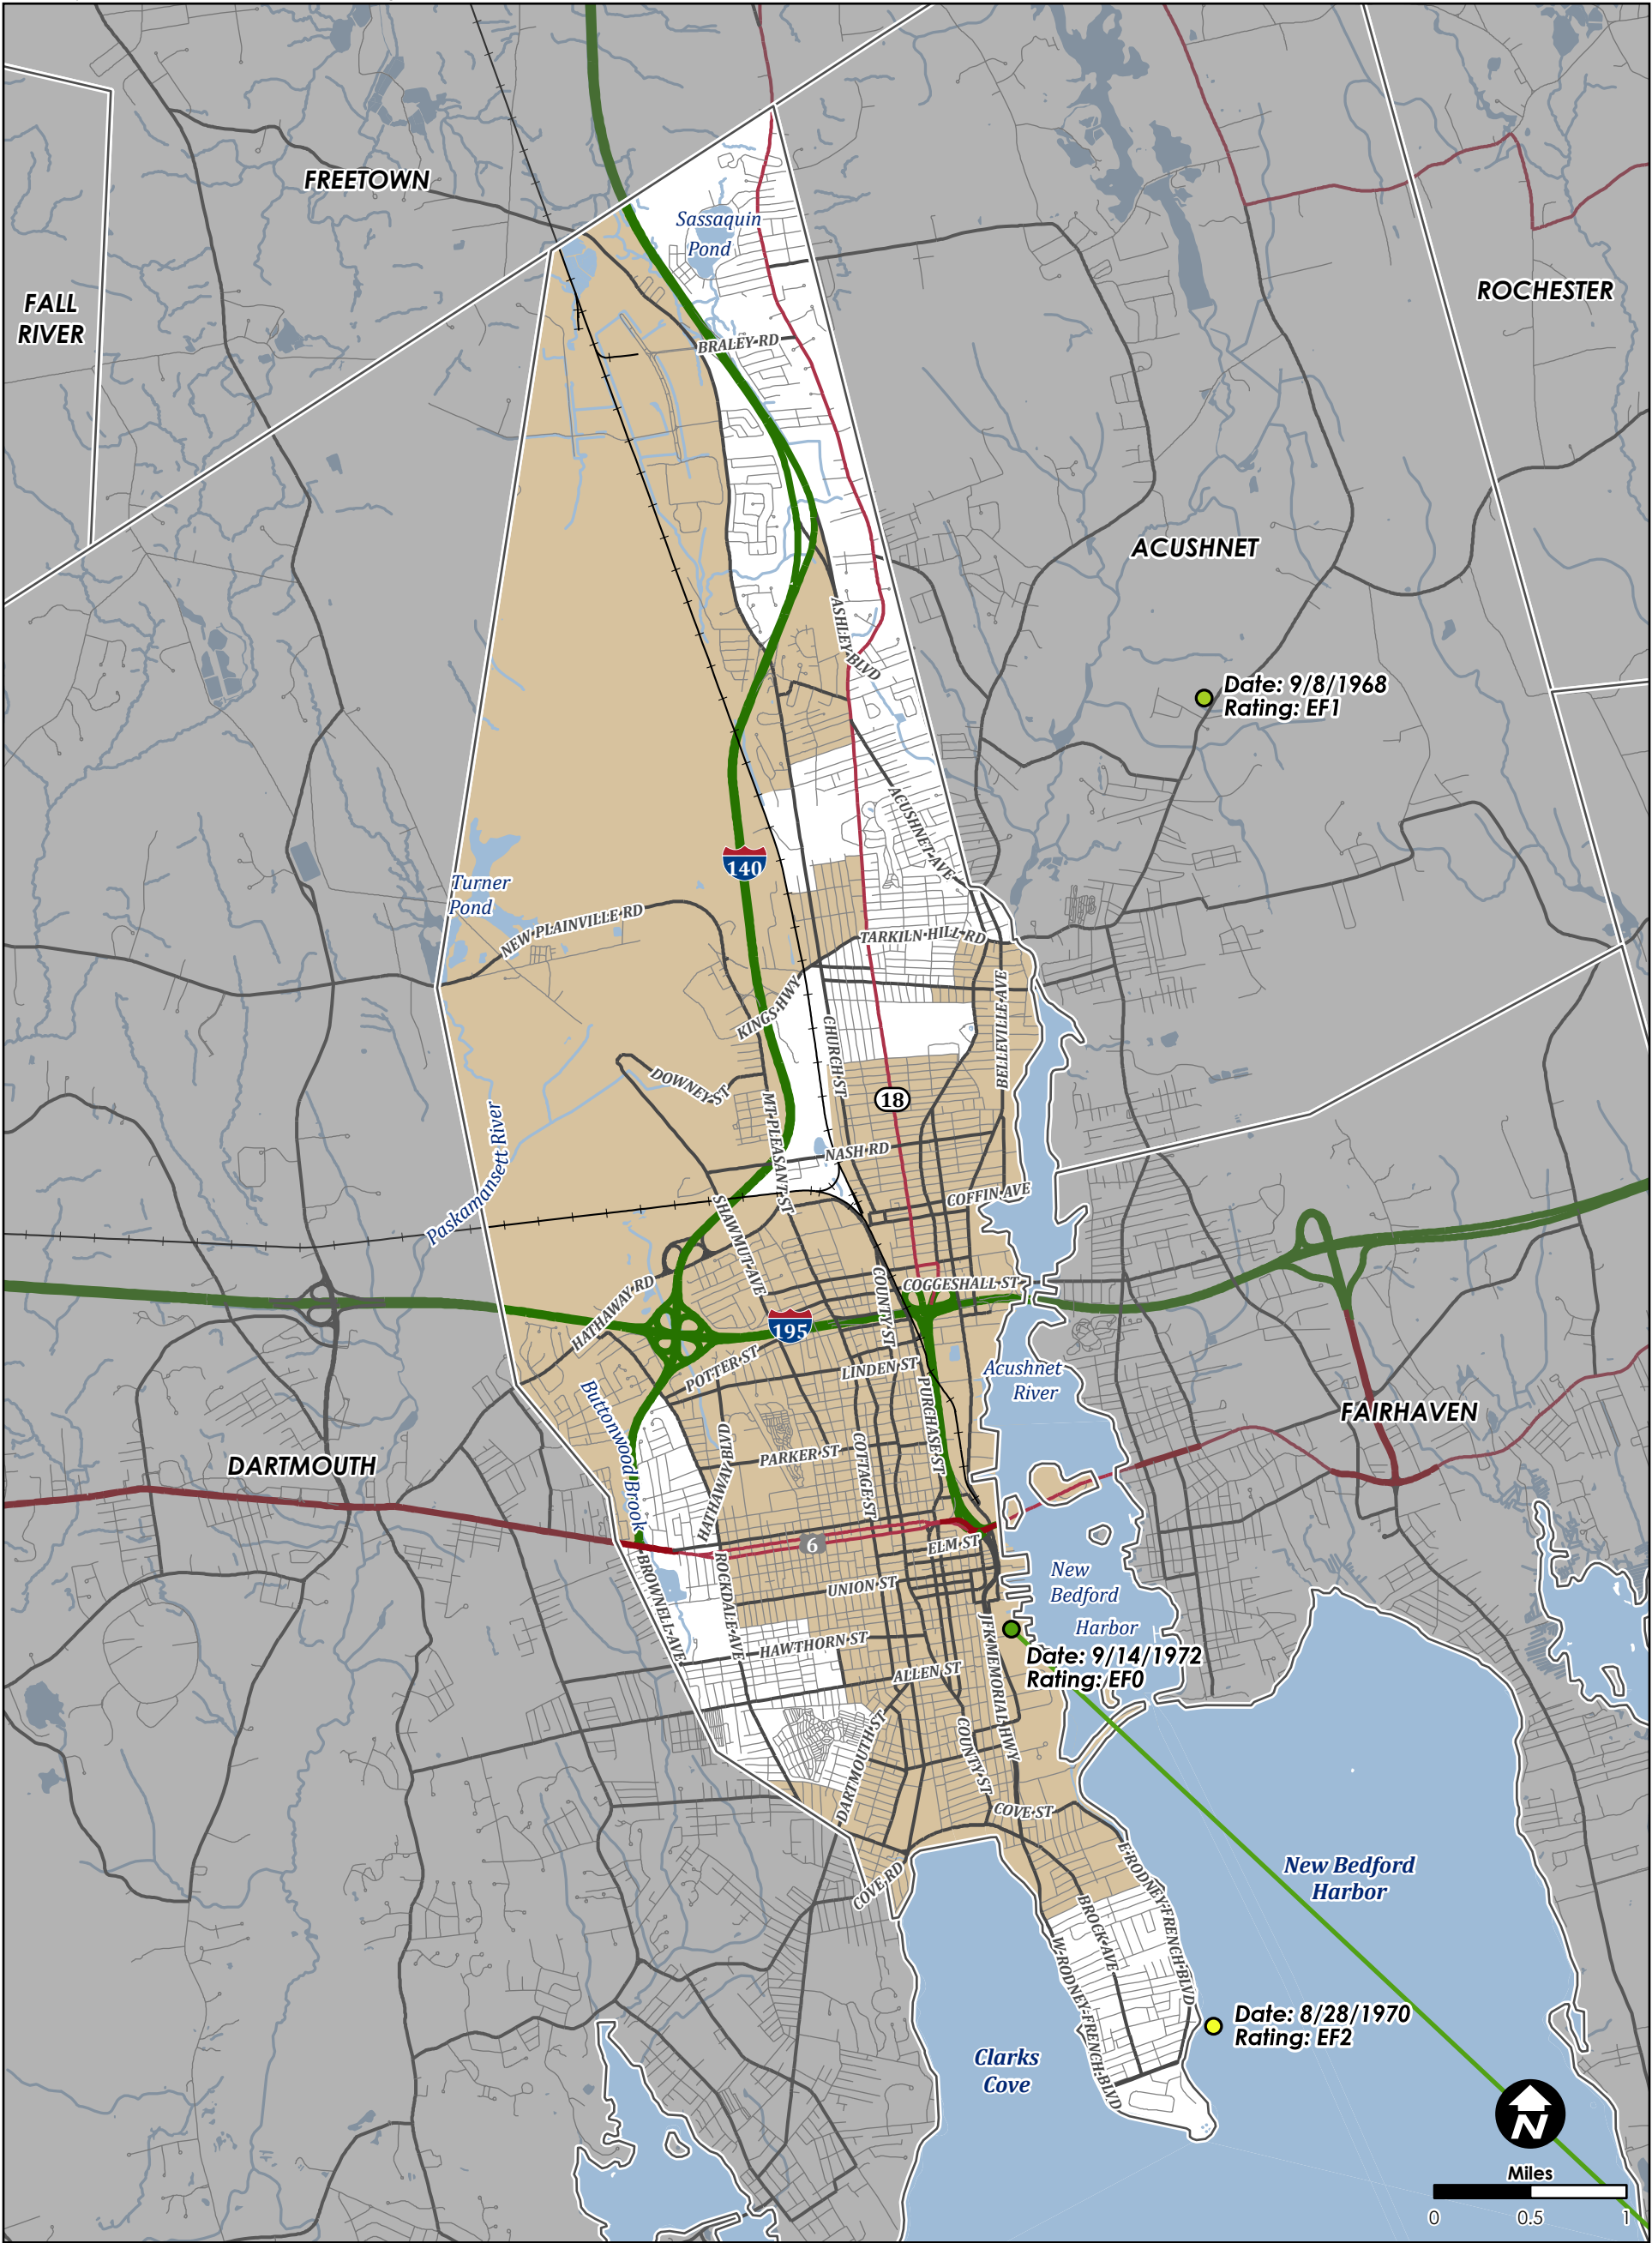 FREETOWN
Sassaquin
Pond
FALL
RIVER
ROCHESTER
BRALEY RD
ACUSHNET
ASHLEY BLVD
Date: 9/8/1968
Rating: EF1
ACUSHNET AVE
140
Turner
Pond
NEW PLAINVILLE RD
TARKILN HILL RD
KINGS HWY
CHURCH ST
BELLEVILLE AVE
DOWNEY ST
18
MT PLEASANT ST
Paskamansett River
NASH RD
COFFIN AVE
SHAWMUT AVE
HATHAWAY RD
COUNTY ST
COGGESHALL ST
195
POTTER ST
LINDEN ST
Acushnet
River
Buttonwood Brook
PURCHASE ST
FAIRHAVEN
DARTMOUTH
HATHAWAY BLVD
PARKER ST
COTTAGE ST
6
ELM ST
BROWNELL AVE
ROCKDALE AVE
UNION ST
New
Bedford
Harbor
JFK MEMORIAL HWY
HAWTHORN ST
Date: 9/14/1972
Rating: EF0
ALLEN ST
DARTMOUTH ST
COUNTY ST
COVE ST
COVE RD
E RODNEY FRENCH BLVD
New Bedford
Harbor
BROCK AVE
W RODNEY FRENCH BLVD
Date: 8/28/1970
Rating: EF2
Clarks
Cove
N
Miles
0 0.5 1